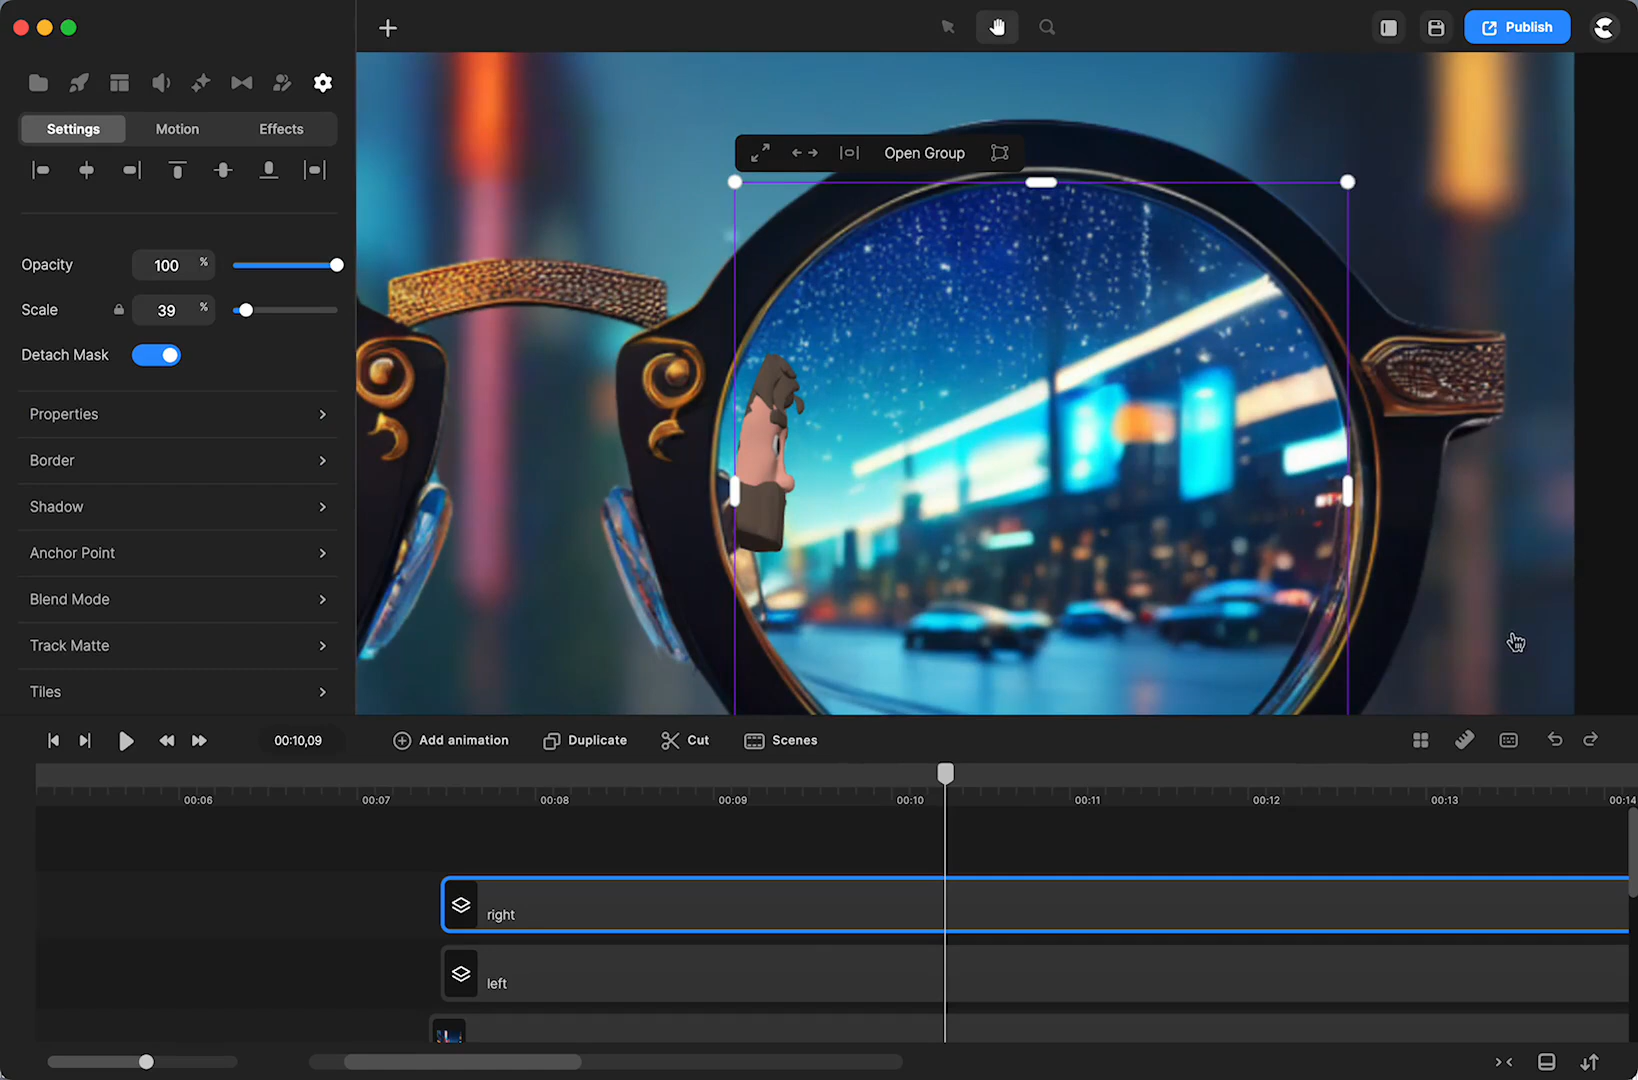 Publish
Settings
Motion
Effects
Open Group
Opacity
100 %
Scale
39 %
Detach Mask
Properties
Border
Shadow
Anchor Point
Blend Mode
Track Matte
Tiles
00:10,09
Add animation
Duplicate
Cut
Scenes
00:06
00:07
00:08
00:09
00:10
00:11
00:12
00:13
00:14
right
left